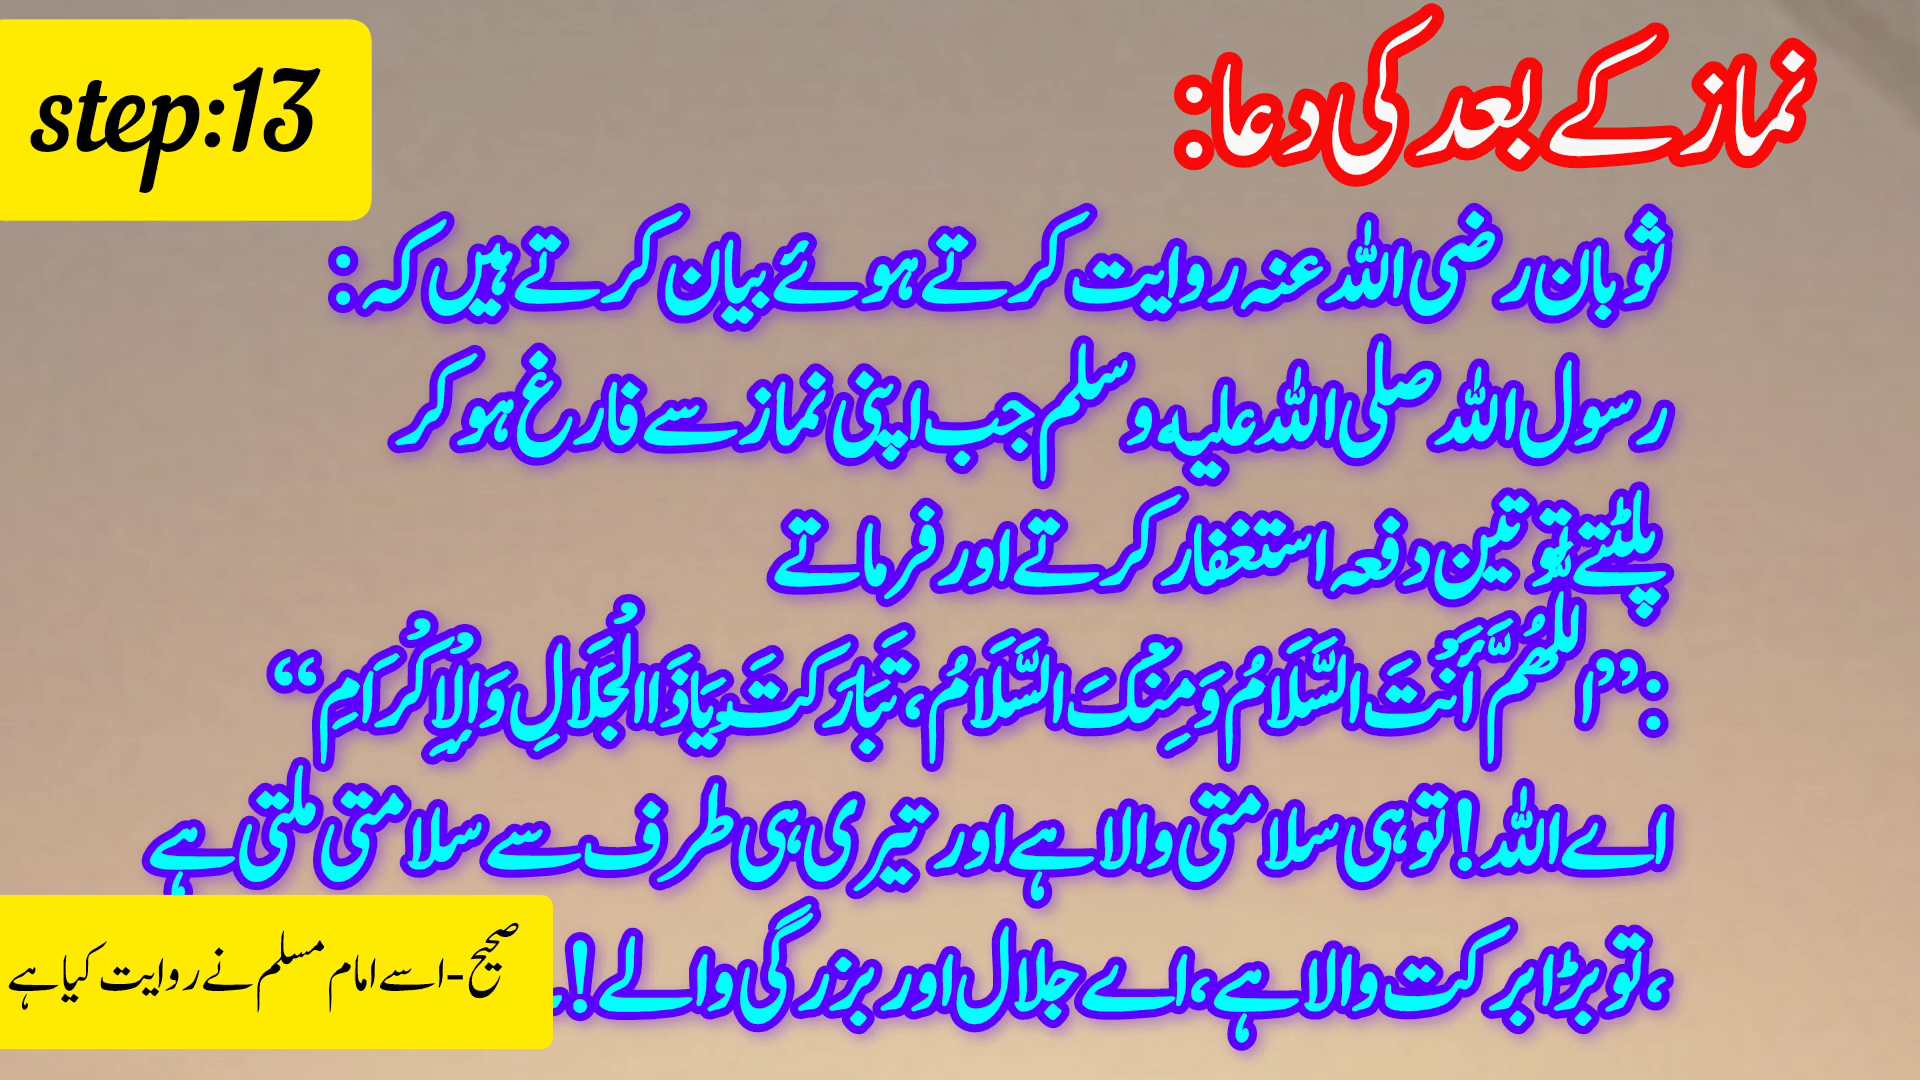 step:13
نماز کے بعد کی دعا:
ثوبان رضی اللہ عنہ روایت کرتے ہوئے بیان کرتے ہیں کہ:
رسول اللہ صلی اللہ علیہ وسلم جب اپنی نماز سے فارغ ہو کر
پلٹتے تو تین دفعہ استغفار کرتے اور فرماتے
:”اللّٰهُمَّ أَنْتَ السَّلَامُ وَمِنْكَ السَّلَامُ، تَبَارَكْتَ يَاذَا الْجَلَالِ وَالْإِكْرَامِ“
اے اللہ! تو ہی سلامتی والا ہے اور تیری ہی طرف سے سلامتی ملتی ہے
،تو بڑا برکت والا ہے، اے جلال اور بزرگی والے!۔
صحیح-اسے امام مسلم نے روایت کیا ہے